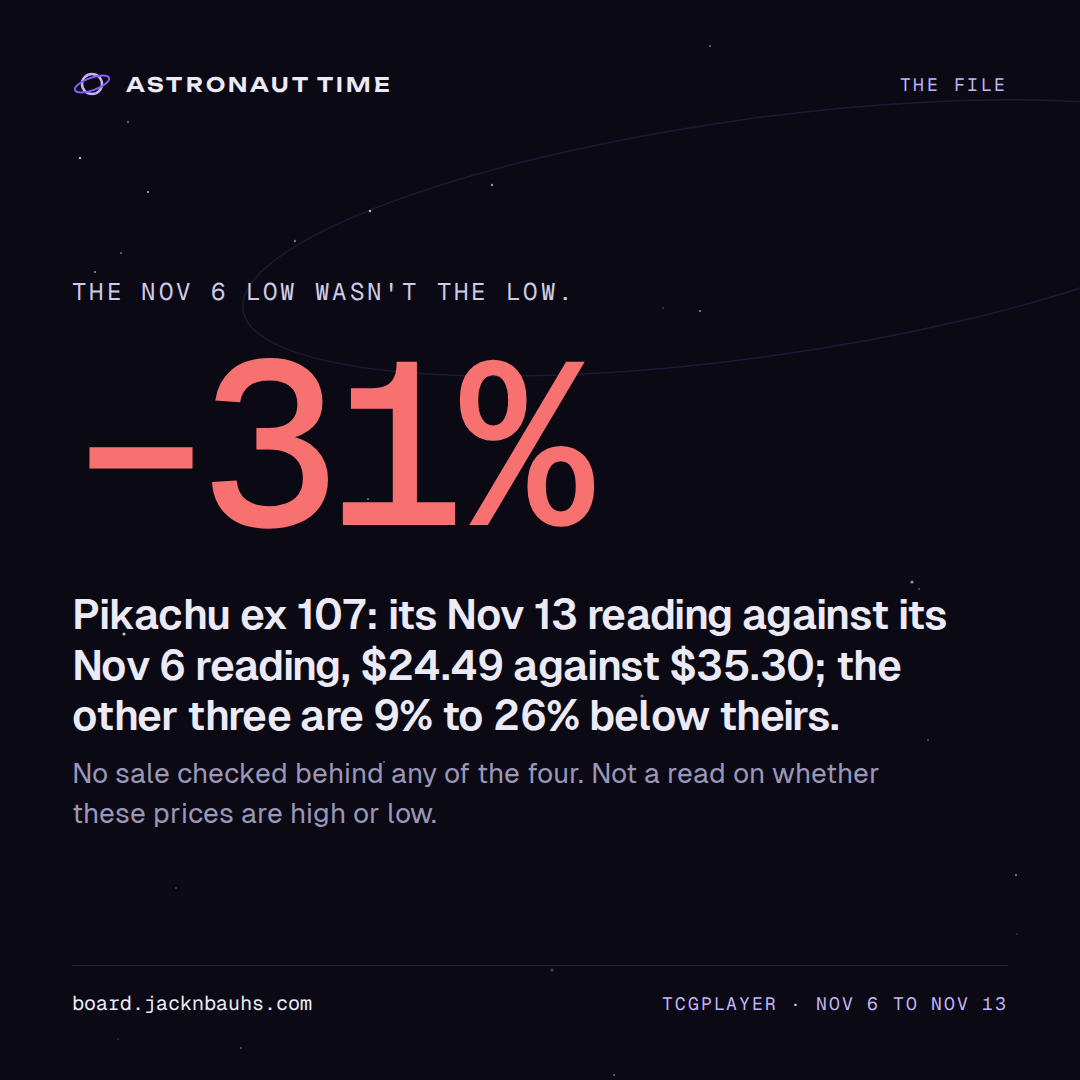 ASTRONAUT TIME
THE FILE
THE NOV 6 LOW WASN'T THE LOW.
−31%
Pikachu ex 107: its Nov 13 reading against its
Nov 6 reading, $24.49 against $35.30; the
other three are 9% to 26% below theirs.
No sale checked behind any of the four. Not a read on whether
these prices are high or low.
board.jacknbauhs.com
TCGPLAYER · NOV 6 TO NOV 13